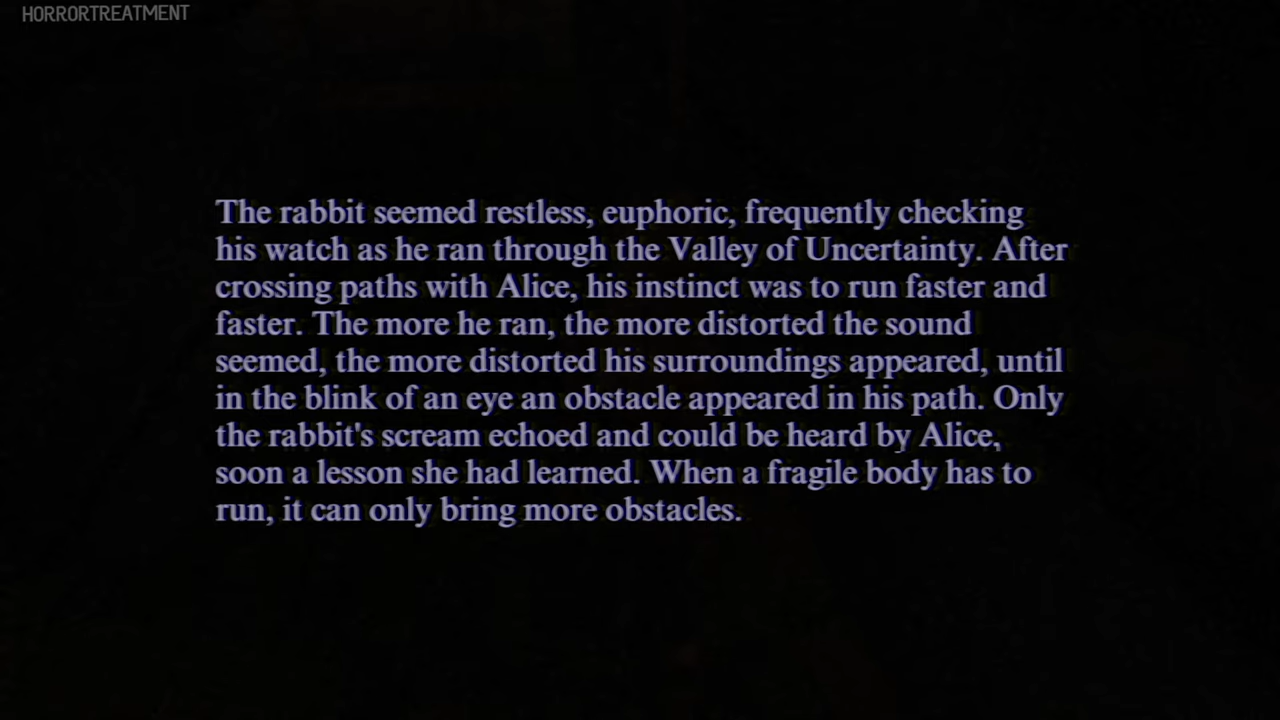 HORRORTREATMENT
The rabbit seemed restless, euphoric, frequently checking
his watch as he ran through the Valley of Uncertainty. After
crossing paths with Alice, his instinct was to run faster and
faster. The more he ran, the more distorted the sound
seemed, the more distorted his surroundings appeared, until
in the blink of an eye an obstacle appeared in his path. Only
the rabbit's scream echoed and could be heard by Alice,
soon a lesson she had learned. When a fragile body has to
run, it can only bring more obstacles.